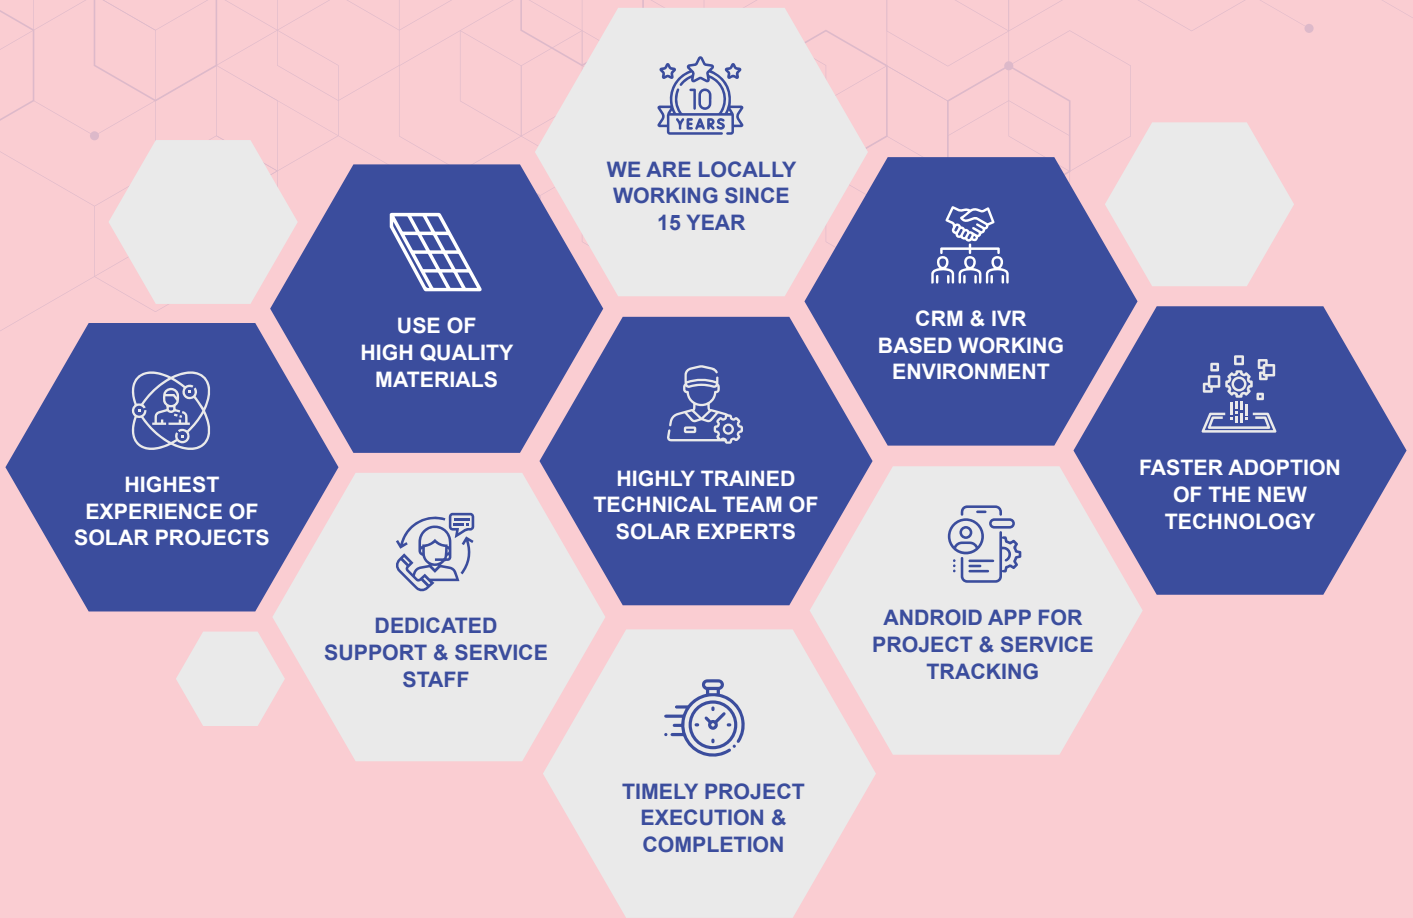 10
YEARS
WE ARE LOCALLY
WORKING SINCE
15 YEAR
USE OF
HIGH QUALITY
MATERIALS
CRM & IVR
BASED WORKING
ENVIRONMENT
HIGHEST
EXPERIENCE OF
SOLAR PROJECTS
HIGHLY TRAINED
TECHNICAL TEAM OF
SOLAR EXPERTS
FASTER ADOPTION
OF THE NEW
TECHNOLOGY
DEDICATED
SUPPORT & SERVICE
STAFF
ANDROID APP FOR
PROJECT & SERVICE
TRACKING
TIMELY PROJECT
EXECUTION &
COMPLETION